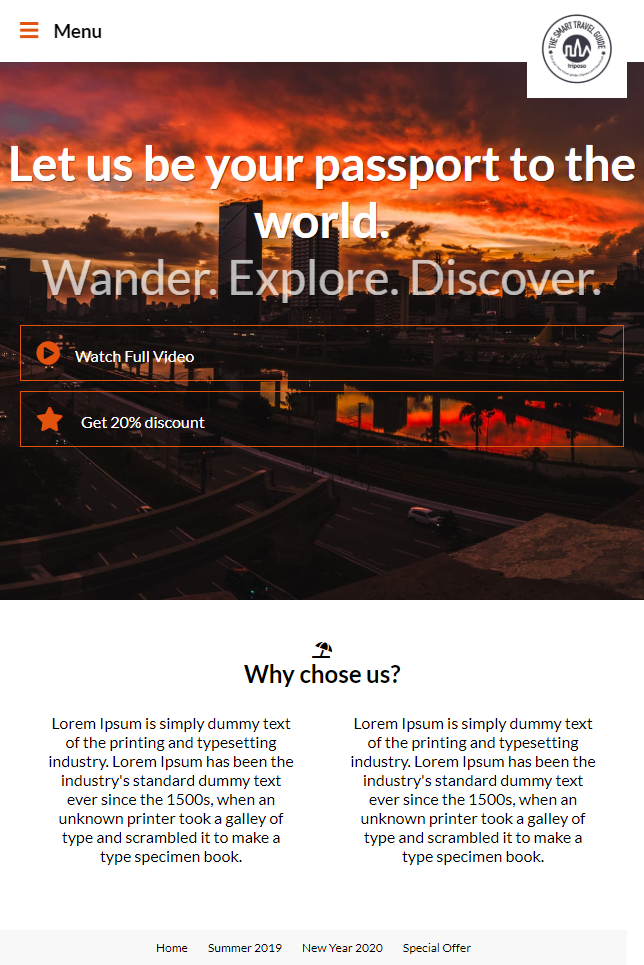 Menu
THE SMART TRAVEL GUIDE
triposo
Let us be your passport to the
world.
Wander. Explore. Discover.
Watch Full Video
Get 20% discount
Why chose us?
Lorem Ipsum is simply dummy text
of the printing and typesetting
industry. Lorem Ipsum has been the
industry's standard dummy text
ever since the 1500s, when an
unknown printer took a galley of
type and scrambled it to make a
type specimen book.
Lorem Ipsum is simply dummy text
of the printing and typesetting
industry. Lorem Ipsum has been the
industry's standard dummy text
ever since the 1500s, when an
unknown printer took a galley of
type and scrambled it to make a
type specimen book.
Home Summer 2019 New Year 2020 Special Offer